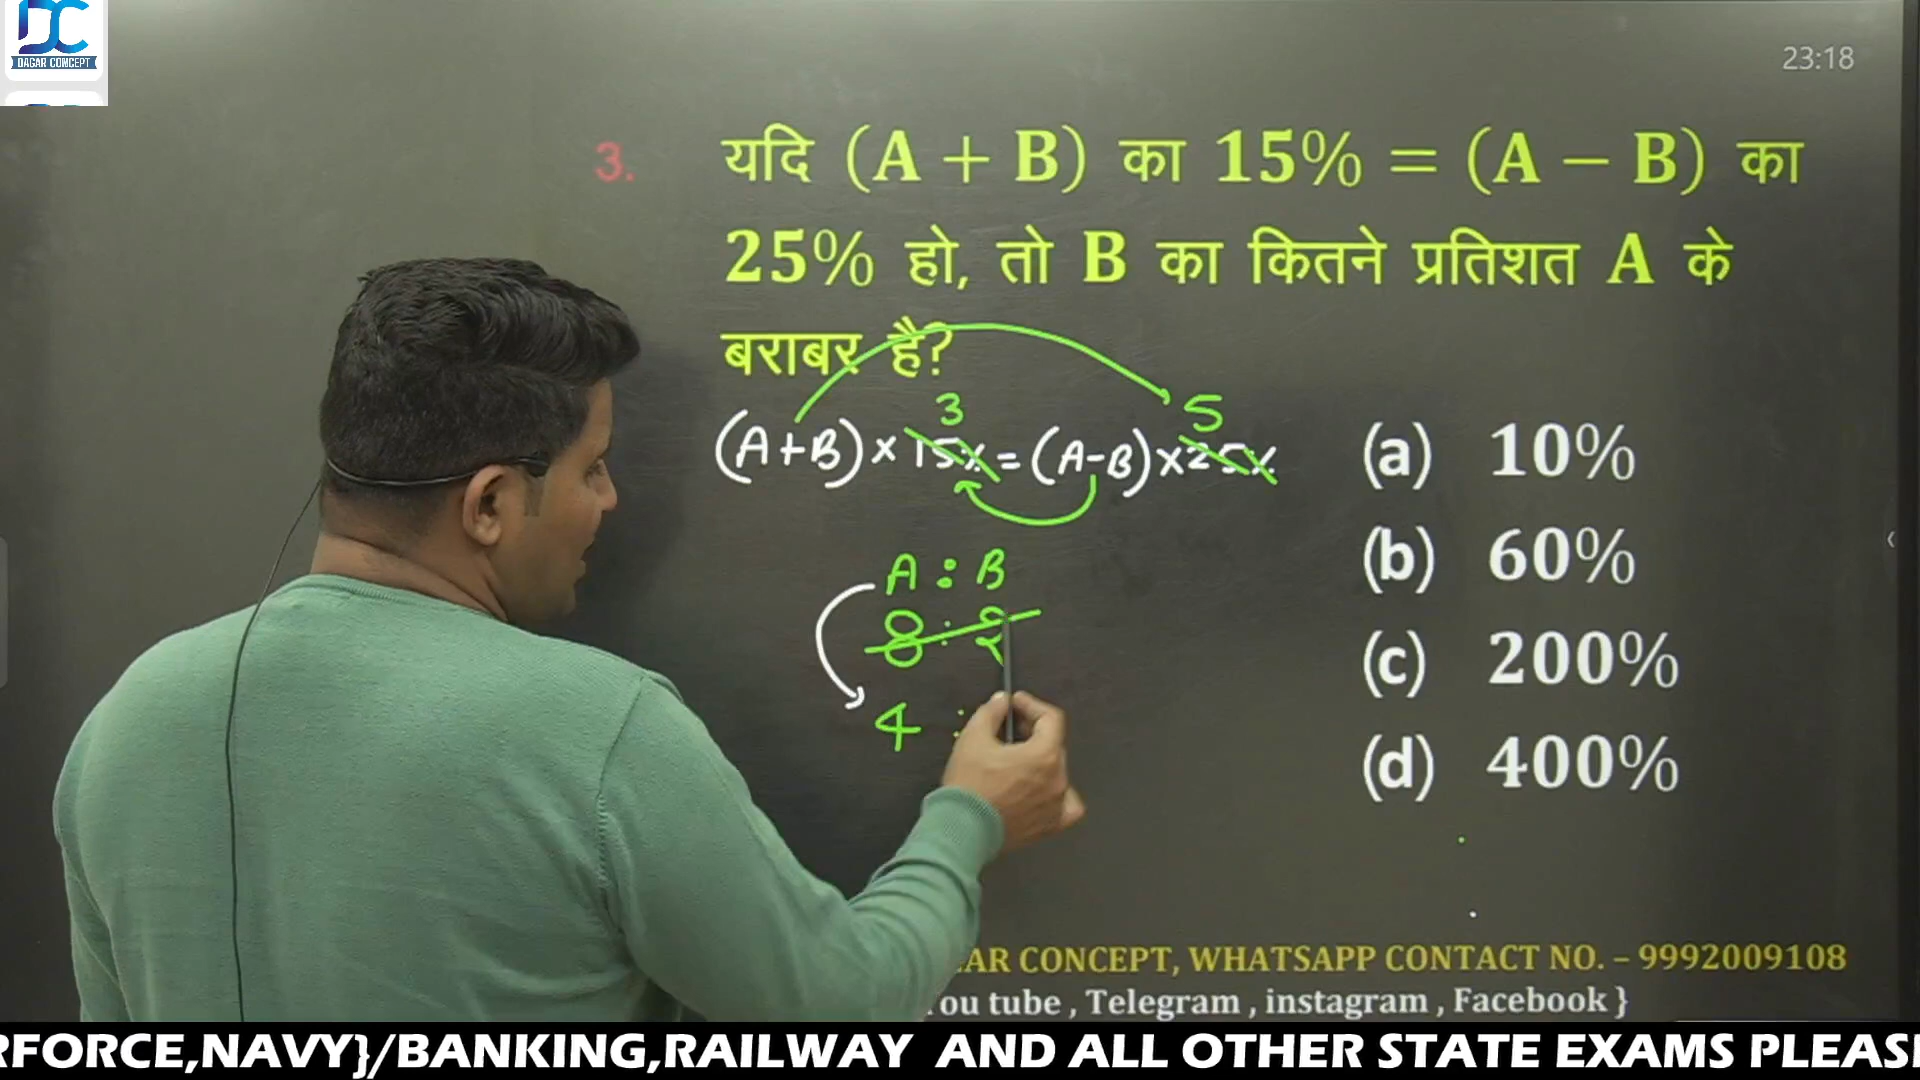 DC
DAGAR CONCEPT
23:18
3. यदि (A + B) का 15% = (A − B) का
25% हो, तो B का कितने प्रतिशत A के
बराबर है?
(A+B) × 15% = (A-B) × 25%
3
5
A : B
8 : 2
4 :
(a) 10%
(b) 60%
(c) 200%
(d) 400%
AR CONCEPT, WHATSAPP CONTACT NO. – 9992009108
ou tube , Telegram , instagram , Facebook }
RFORCE,NAVY}/BANKING,RAILWAY AND ALL OTHER STATE EXAMS PLEAS